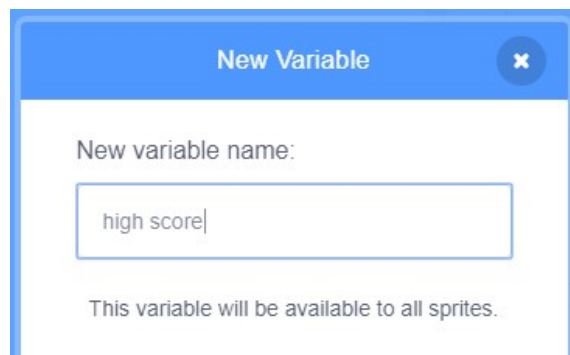 New Variable
New variable name:
high score
This variable will be available to all sprites.